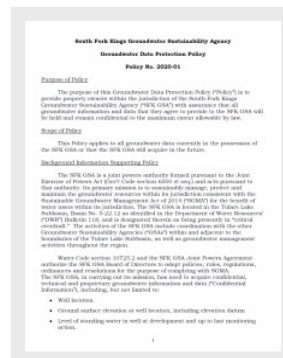 South Fork Kings Groundwater Sustainability Agency
Groundwater Data Protection Policy
Policy No. 2020-01
Purpose of Policy
The purpose of this Groundwater Data Protection Policy ("Policy") is to
provide property owners within the jurisdiction of the South Fork Kings
Groundwater Agency ("SFK GSA") with assurance that all
groundwater information and data that they agree to provide to the SFK GSA will
be held and remain confidential to the maximum extent allowable by law.
Scope of Policy
This Policy applies to all groundwater data currently in the possession of
the SFK GSA or that the SFK GSA will acquire in the future.
Background Information Supporting Policy
The SFK GSA is a joint powers authority formed pursuant to the Joint
Exercise of Powers Act (Gov't Code section 6500 et seq.) and acts pursuant to
that authority. Its primary mission is to sustainably manage, protect and
maintain the groundwater resources within its jurisdiction consistent with the
Sustainable Groundwater Management Act of 2014 ("SGMA") for the benefit of
water users within its jurisdiction. The SFK GSA is located in the Tulare Lake
Subbasin, Basin No. 5-22.12 as identified in the Department of Water Resources'
("DWR") Bulletin 118, and is designated therein as being presently in "critical
overdraft." The activities of the SFK GSA include coordination with the other
Groundwater Sustainability Agencies ("GSAs") within and adjacent to the
boundaries of the Tulare Lake Subbasin, as well as groundwater management
activities throughout the region.
Water Code section 10725.2 and the SFK GSA Joint Powers Agreement
authorize the SFK GSA Board of Directors to adopt policies, rules, regulations,
ordinances and resolutions for the purpose of complying with SGMA.
The SFK GSA, in carrying out its mission, has need to acquire confidential,
technical and proprietary groundwater information and data ("Confidential
Information"), including, but not limited to:
• Well location.
• Ground surface elevation at well location, including elevation datum
• Level of standing water in well at development and up to last monitoring
action.
1